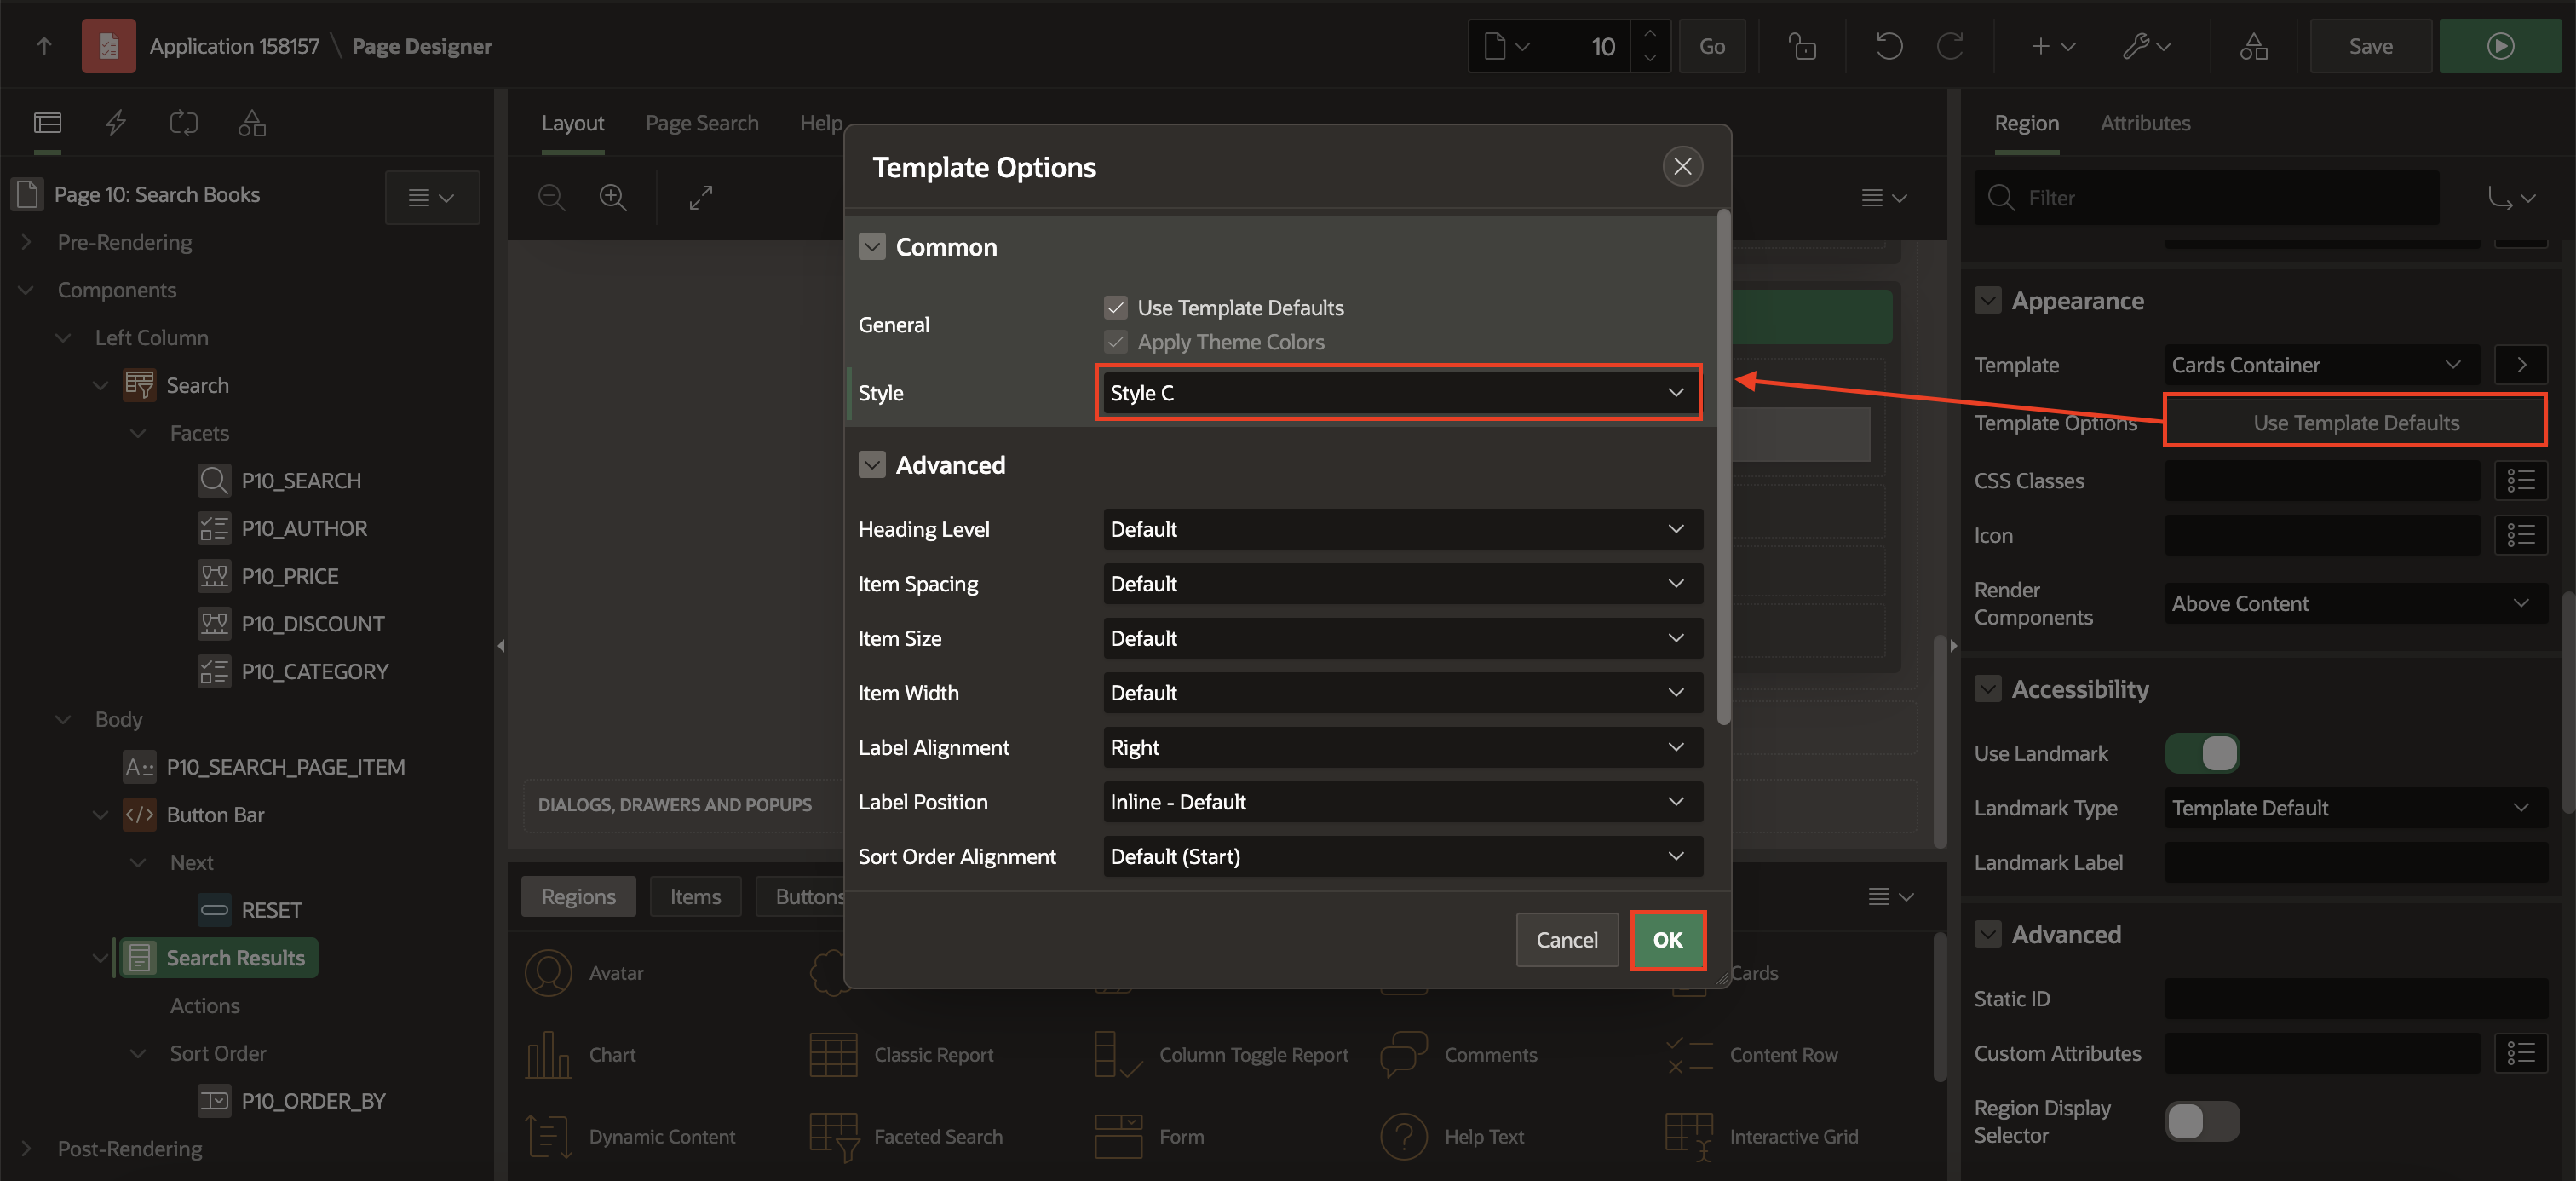 Application 158157 \ Page Designer
10
Go
Save
Layout
Page Search
Help
Region
Attributes
Page 10: Search Books
Pre-Rendering
Components
Left Column
Search
Facets
P10_SEARCH
P10_AUTHOR
P10_PRICE
P10_DISCOUNT
P10_CATEGORY
Body
P10_SEARCH_PAGE_ITEM
Button Bar
Next
RESET
Search Results
Actions
Sort Order
P10_ORDER_BY
Post-Rendering
Template Options
Common
General
Use Template Defaults
Apply Theme Colors
Style
Style C
Advanced
Heading Level
Default
Item Spacing
Default
Item Size
Default
Item Width
Default
Label Alignment
Right
Label Position
Inline - Default
Sort Order Alignment
Default (Start)
Cancel
OK
DIALOGS, DRAWERS AND POPUPS
Regions
Items
Buttons
Avatar
Cards
Chart
Classic Report
Column Toggle Report
Comments
Content Row
Dynamic Content
Faceted Search
Form
Help Text
Interactive Grid
Filter
Appearance
Template
Cards Container
Template Options
Use Template Defaults
CSS Classes
Icon
Render
Components
Above Content
Accessibility
Use Landmark
Landmark Type
Template Default
Landmark Label
Advanced
Static ID
Custom Attributes
Region Display
Selector